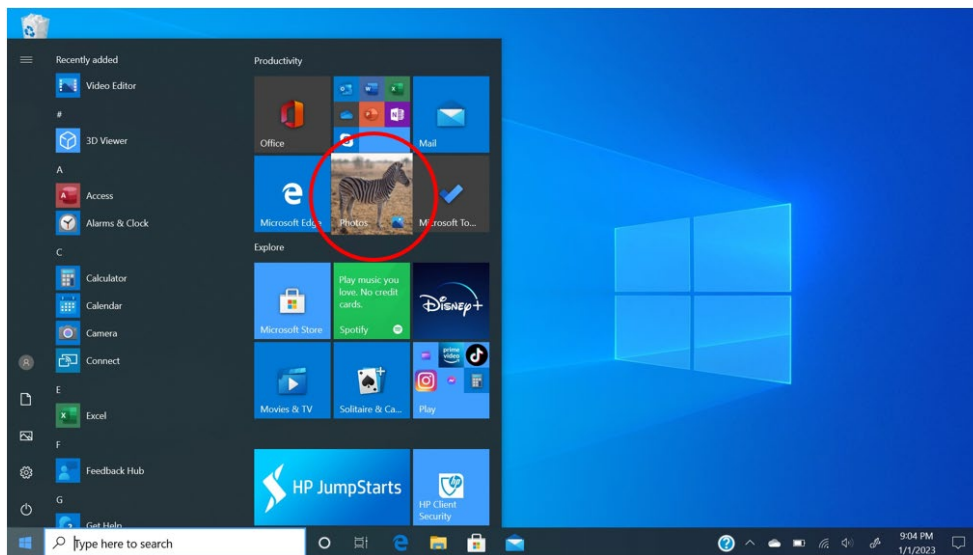 Recently added
Video Editor
#
3D Viewer
A
Access
Alarms & Clock
C
Calculator
Calendar
Camera
Connect
E
Excel
F
Feedback Hub
G
Get Help
Productivity
Office
Mail
Microsoft Edge
Photos
Microsoft To...
Explore
Microsoft Store
Play music you
love. No credit
cards.
Spotify
Disney+
Movies & TV
Solitaire & Ca...
prime
video
Play
HP JumpStarts
HP Client
Security
Type here to search
9:04 PM
1/1/2023